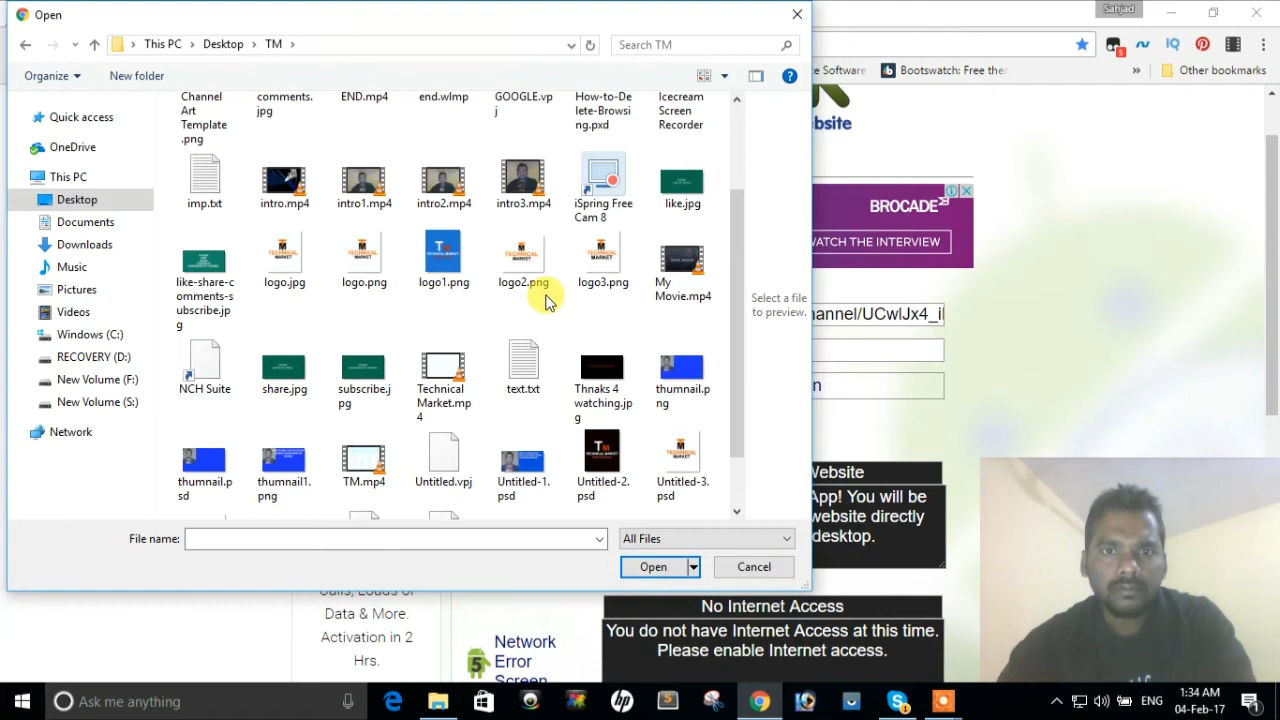 Open
Sahjad
This PC > Desktop > TM >
Search TM
Organize
New folder
Other bookmarks
Bootswatch: Free ther
ce Software
Quick access
OneDrive
This PC
Desktop
Documents
Downloads
Music
Pictures
Videos
Windows (C:)
RECOVERY (D:)
New Volume (F:)
New Volume (S:)
Network
Channel
Art
Template
.png
comments.
jpg
END.mp4
end.wlmp
GOOGLE.vp
j
How-to-De
lete-Browsi
ng.pxd
Icecream
Screen
Recorder
imp.txt
intro.mp4
intro1.mp4
intro2.mp4
intro3.mp4
iSpring Free
Cam 8
like.jpg
like-share-c
omments-s
ubscribe.jp
g
logo.jpg
logo.png
logo1.png
logo2.png
logo3.png
My
Movie.mp4
NCH Suite
share.jpg
subscribe.j
pg
Technical
Market.mp
4
text.txt
Thnaks 4
watching.jp
g
thumnail.p
ng
thumnail.p
sd
thumnail1.
png
TM.mp4
Untitled.vpj
Untitled-1.
psd
Untitled-2.
psd
Untitled-3.
psd
Select a file
to preview.
File name:
All Files
Open
Cancel
ebsite
BROCADE
WATCH THE INTERVIEW
hannel/UCwlJx4_il
n
Website
App! You will be
website directly
desktop.
No Internet Access
You do not have Internet Access at this time.
Please enable Internet access.
Data & More.
Activation in 2
Hrs.
5
Network
Error
Screen
Ask me anything
ENG
1:34 AM
04-Feb-17